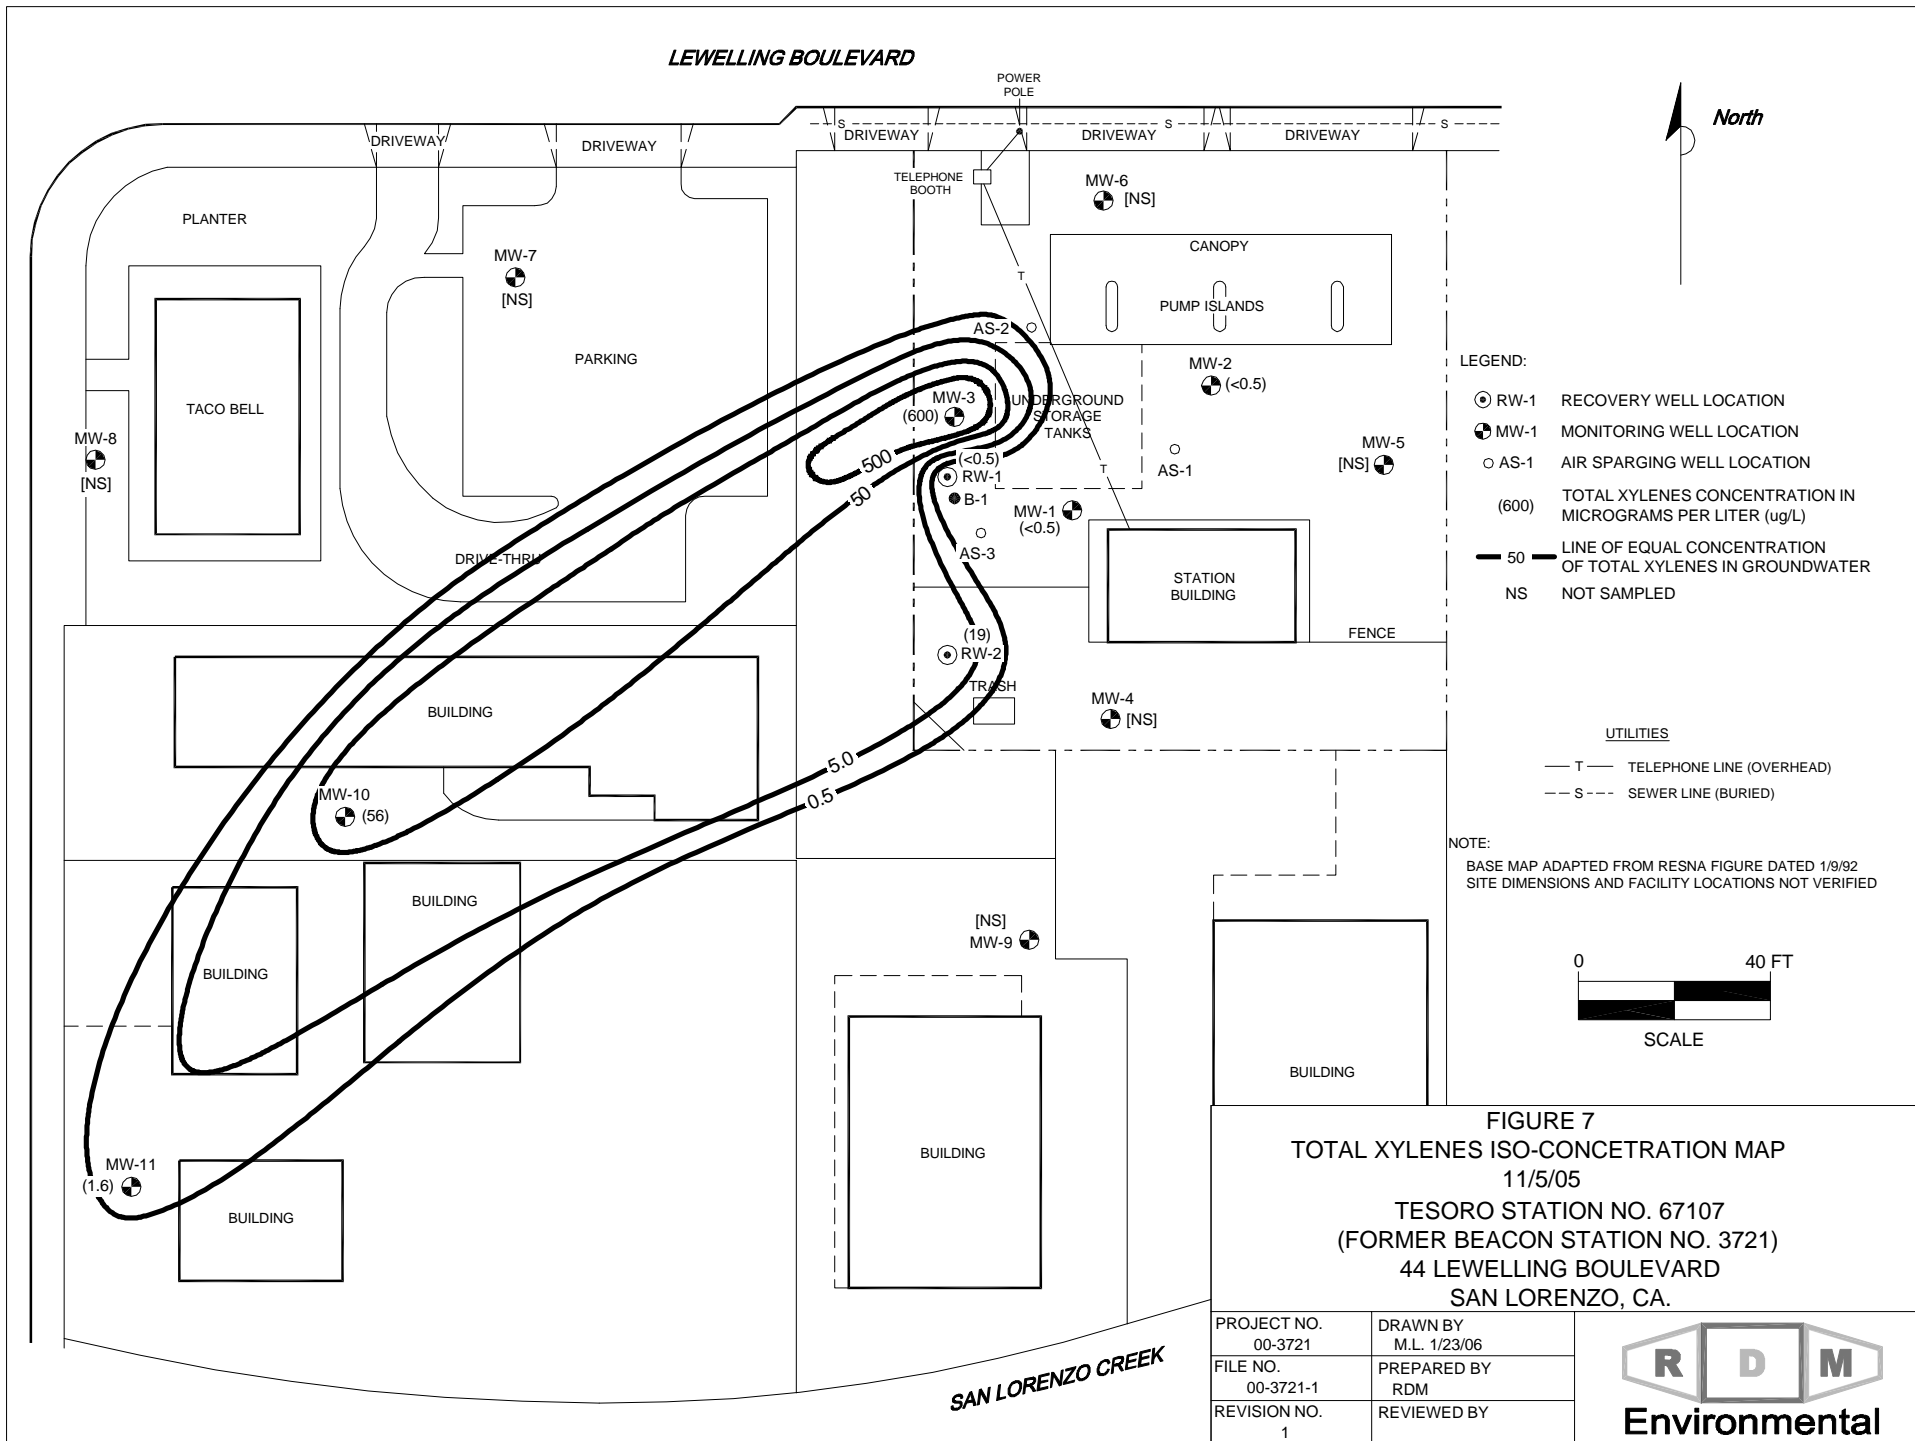 LEWELLING BOULEVARD
POWER
POLE
North
S
S
S
DRIVEWAY
DRIVEWAY
DRIVEWAY
DRIVEWAY
DRIVEWAY
TELEPHONE
BOOTH
MW-6
[NS]
PLANTER
CANOPY
MW-7
[NS]
T
PUMP ISLANDS
AS-2
PARKING
MW-2
(<0.5)
TACO BELL
MW-3
(600)
UNDERGROUND
STORAGE
TANKS
MW-8
[NS]
MW-5
[NS]
500
50
(<0.5)
RW-1
B-1
T
AS-1
MW-1
(<0.5)
AS-3
DRIVE-THRU
STATION
BUILDING
FENCE
(19)
RW-2
TRASH
MW-4
[NS]
BUILDING
5.0
0.5
MW-10
(56)
BUILDING
BUILDING
[NS]
MW-9
BUILDING
BUILDING
MW-11
(1.6)
BUILDING
SAN LORENZO CREEK
LEGEND:
RW-1 RECOVERY WELL LOCATION
MW-1 MONITORING WELL LOCATION
AS-1 AIR SPARGING WELL LOCATION
(600) TOTAL XYLENES CONCENTRATION IN
MICROGRAMS PER LITER (ug/L)
50 LINE OF EQUAL CONCENTRATION
OF TOTAL XYLENES IN GROUNDWATER
NS NOT SAMPLED
UTILITIES
T TELEPHONE LINE (OVERHEAD)
S SEWER LINE (BURIED)
NOTE:
BASE MAP ADAPTED FROM RESNA FIGURE DATED 1/9/92
SITE DIMENSIONS AND FACILITY LOCATIONS NOT VERIFIED
0 40 FT
SCALE
FIGURE 7
TOTAL XYLENES ISO-CONCETRATION MAP
11/5/05
TESORO STATION NO. 67107
(FORMER BEACON STATION NO. 3721)
44 LEWELLING BOULEVARD
SAN LORENZO, CA.
PROJECT NO.
00-3721
DRAWN BY
M.L. 1/23/06
FILE NO.
00-3721-1
PREPARED BY
RDM
REVISION NO.
1
REVIEWED BY
R D M
Environmental